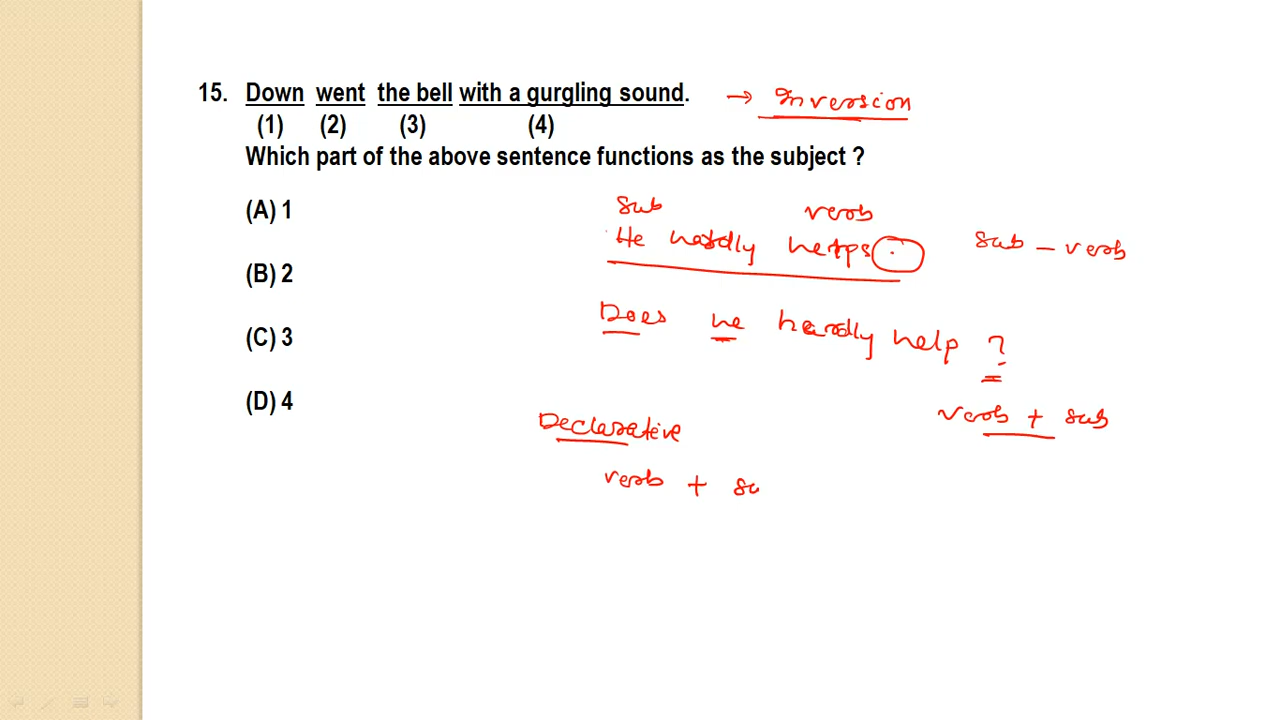 15. Down went the bell with a gurgling sound. → Inversion
(1) (2) (3) (4)
Which part of the above sentence functions as the subject ?
(A) 1
Sub verb
He hardly helps . Sub - verb
(B) 2
Does he hardly help ?
(C) 3
(D) 4
verb + sub
Declarative
verb + su